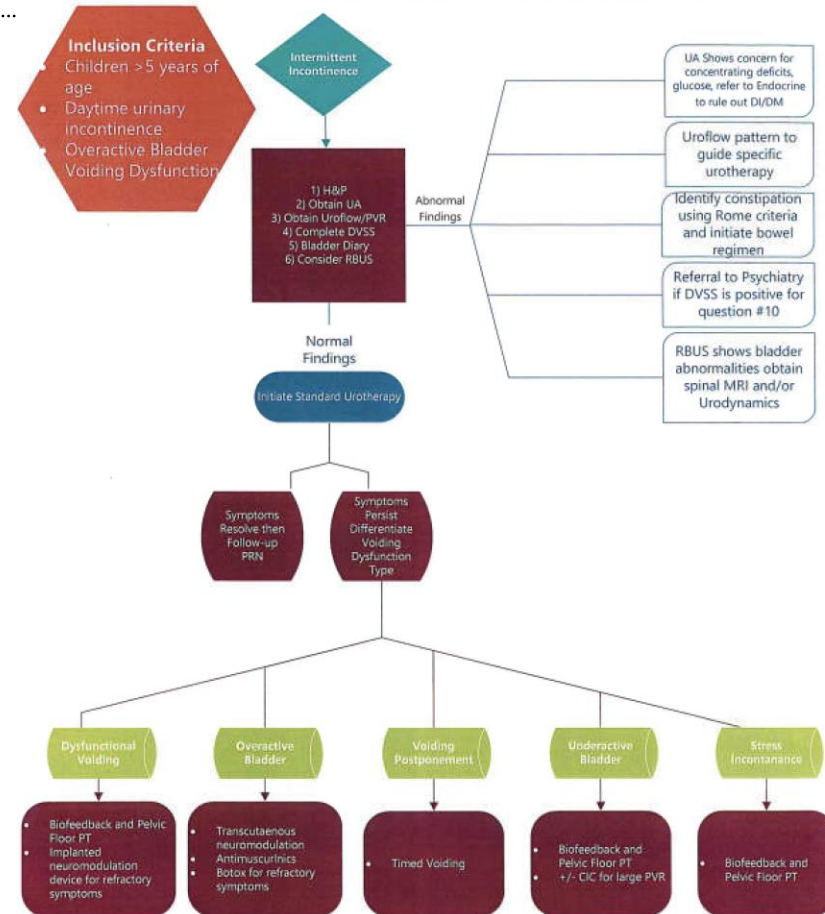 ...
Inclusion Criteria
• Children >5 years of
age
• Daytime urinary
incontinence
• Overactive Bladder
Voiding Dysfunction
Intermittent
Incontinence
1) H&P
2) Obtain UA
3) Obtain Uroflow/PVR
4) Complete DVSS
5) Bladder Diary
6) Consider RBUS
Abnormal
Findings
UA Shows concern for
concentrating deficits,
glucose, refer to Endocrine
to rule out DI/DM
Uroflow pattern to
guide specific
urotherapy
Identify constipation
using Rome criteria
and initiate bowel
regimen
Referral to Psychiatry
if DVSS is positive for
question #10
RBUS shows bladder
abnormalities obtain
spinal MRI and/or
Urodynamics
Normal
Findings
Initiate Standard Urotherapy
Symptoms
Resolve then
Follow-up
PRN
Symptoms
Persist
Differentiate
Voiding
Dysfunction
Type
Dysfunctional
Voiding
Overactive
Bladder
Voiding
Postponement
Underactive
Bladder
Stress
Incontanance
• Biofeedback and Pelvic
Floor PT
• Implanted
neuromodulation
device for refractory
symptoms
• Transcutaenous
neuromodulation
• Antimuscurlnics
• Botox for refractory
symptoms
• Timed Voiding
• Biofeedback and
Pelvic Floor PT
• +/- CIC for large PVR
• Biofeedback and
Pelvic Floor PT